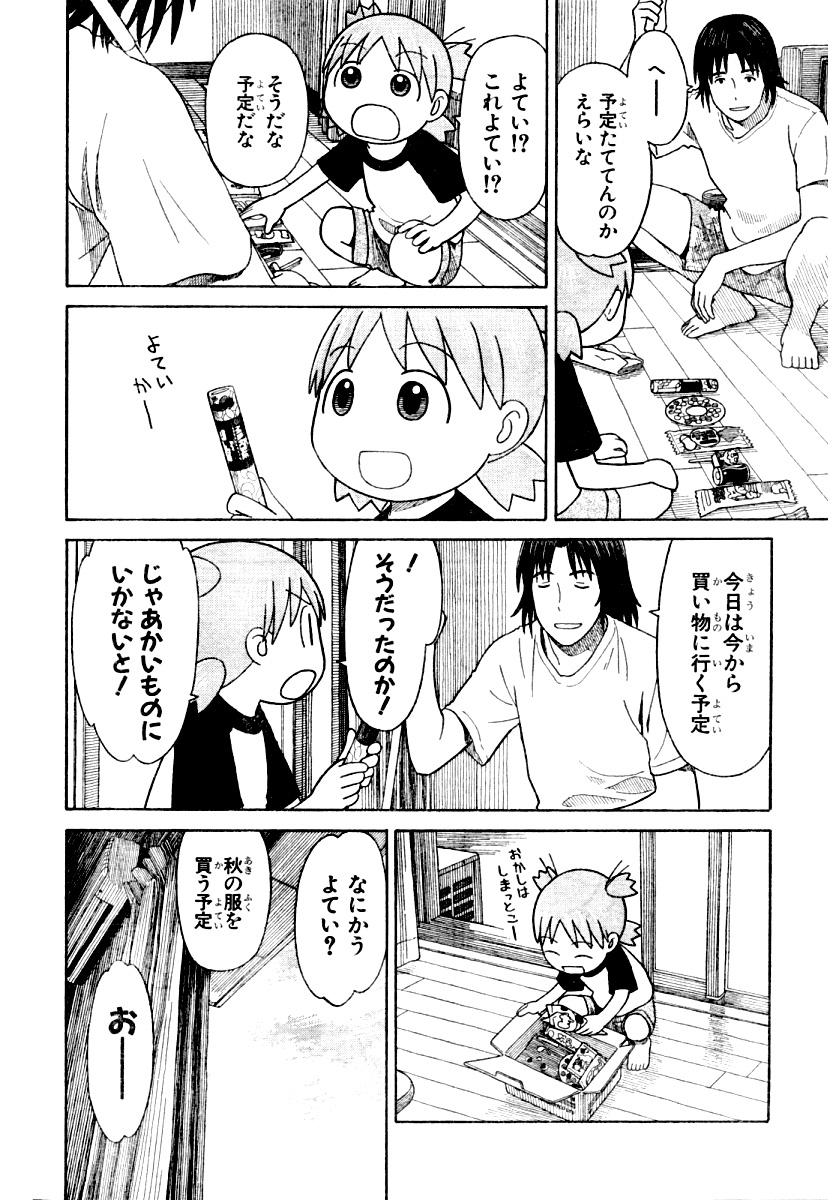 へー
予定たててんのか
えらいな
よてい!?
これよてい!?
そうだな
予定だな
よてい
かー
今日は今から
買い物に行く予定
!
そうだったのか!
じゃあかいものに
いかないと!
おかしは
しまっとこー
なにかう
よてい?
秋の服を
買う予定
おー